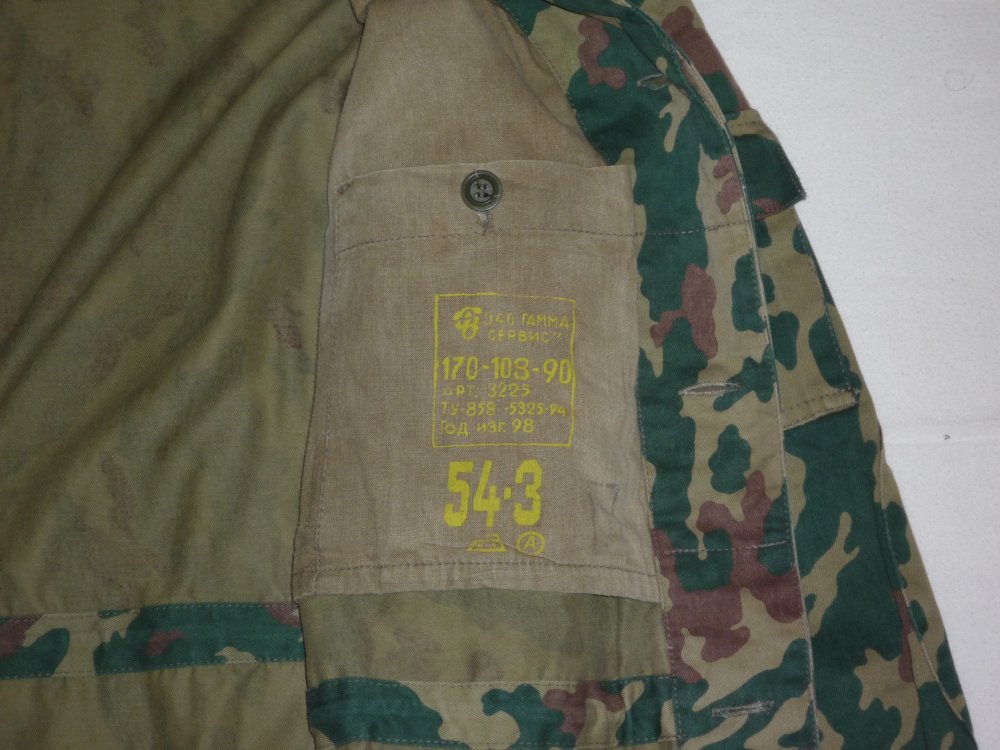 ЗАО ГАММА
СЕРВИС"
170-108-90
АРТ. 3225
ТУ-858-5325-94
ГОД ИЗГ. 98
54-3
А